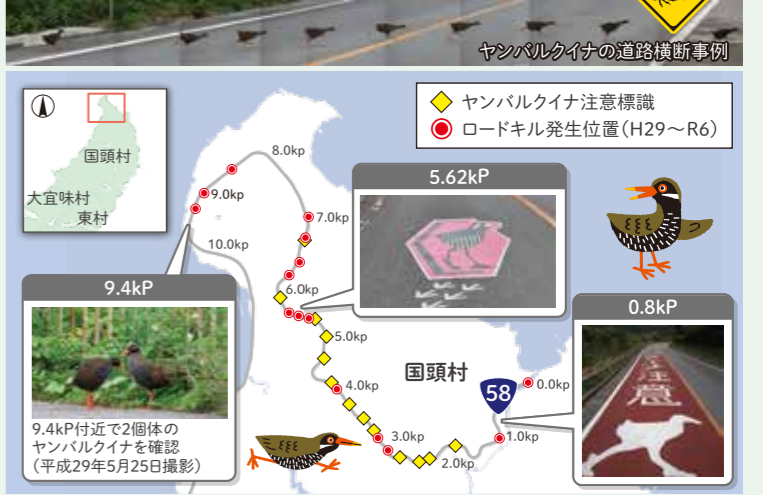 ヤンバルクイナの道路横断事例
国頭村
大宜味村
東村
ヤンバルクイナ注意標識
ロードキル発生位置(H29～R6)
8.0kp
9.0kp
10.0kp
7.0kp
6.0kp
5.0kp
4.0kp
3.0kp
2.0kp
1.0kp
0.0kp
国頭村
58
5.62kP
9.4kP
9.4kP付近で2個体の
ヤンバルクイナを確認
(平成29年5月25日撮影)
0.8kP
注
意